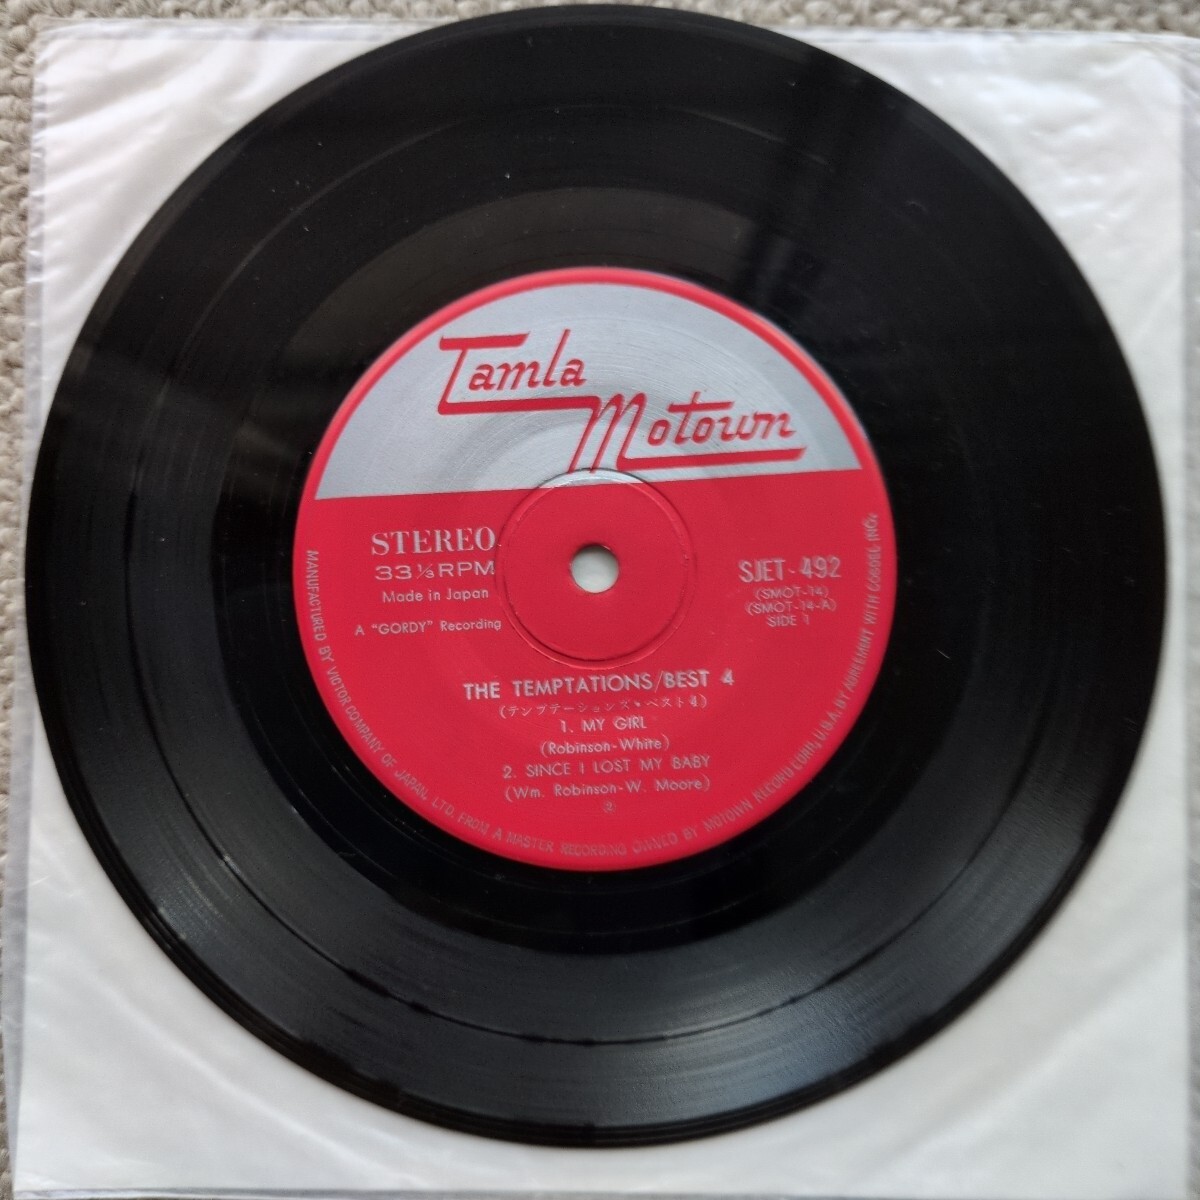 Tamla
Motown
STEREO
33⅓RPM
Made in Japan
A "GORDY" Recording
SJET-492
(SMOT-14)
(SMOT-14-A)
SIDE 1
THE TEMPTATIONS/BEST 4
(テンプテーションズ・ベスト4)
1. MY GIRL
(Robinson-White)
2. SINCE I LOST MY BABY
(Wm. Robinson-W. Moore)
MANUFACTURED BY VICTOR COMPANY OF JAPAN, LTD. FROM A MASTER RECORDING OWNED BY MOTOWN RECORD CORP., U.S.A. BY AGREEMENT WITH COSDEL INC.